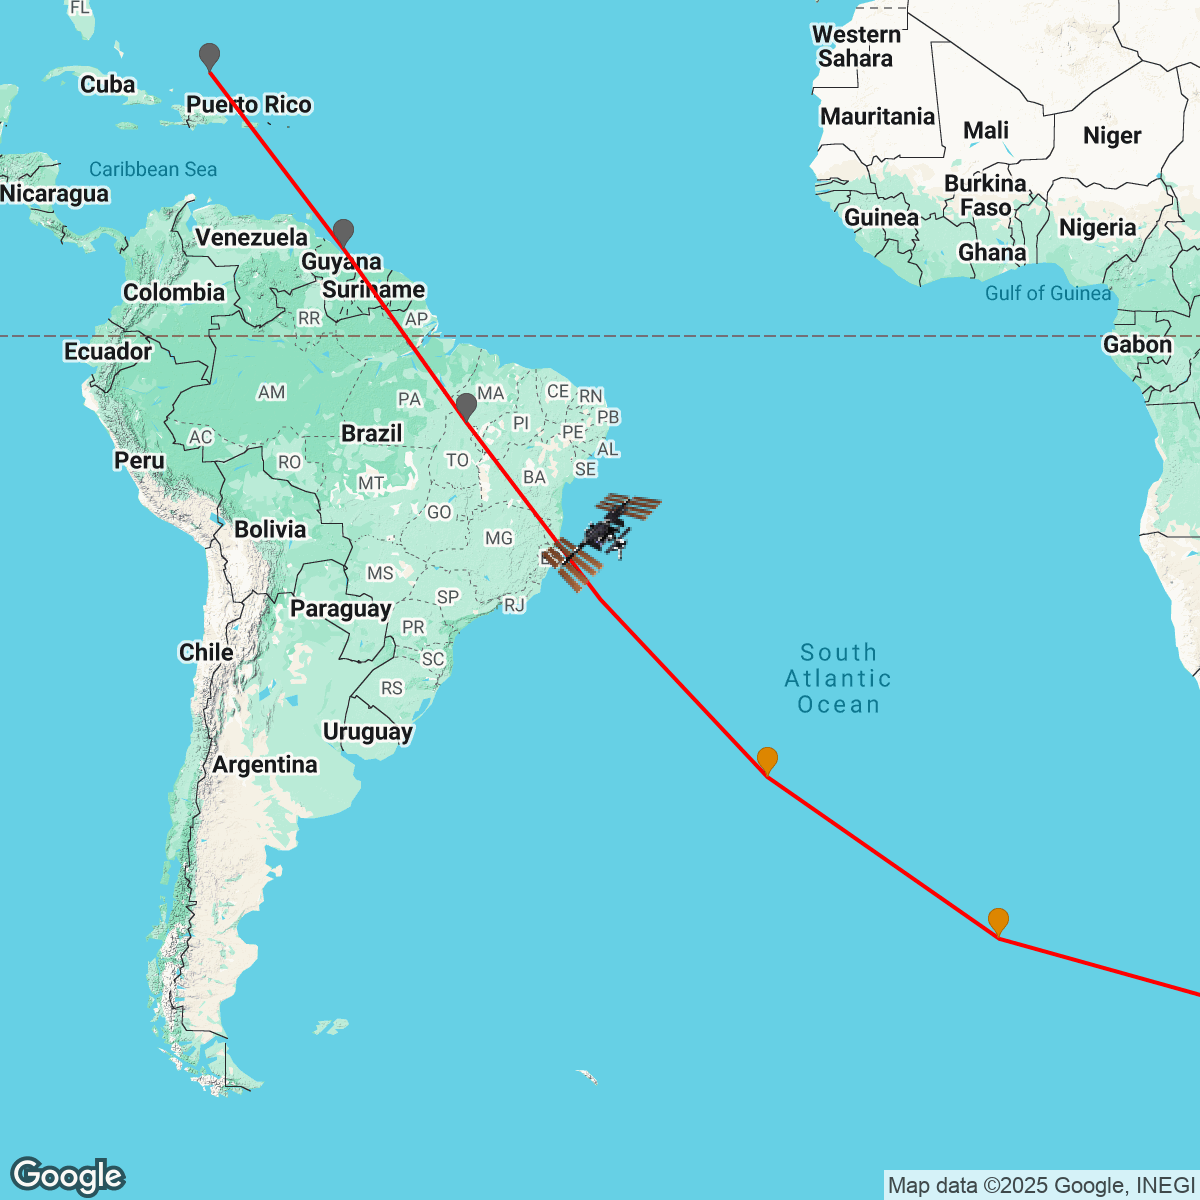 FL
Western
Sahara
Cuba
Puerto Rico
Mauritania
Mali
Niger
Caribbean Sea
Nicaragua
Burkina
Faso
Guinea
Nigeria
Venezuela
Ghana
Guyana
Colombia
Suriname
Gulf of Guinea
RR
AP
Ecuador
Gabon
AM
PA
MA
CE
RN
PI
PB
Brazil
PE
AC
AL
Peru
RO
TO
SE
MT
BA
GO
Bolivia
MG
MS
SP
RJ
Paraguay
PR
Chile
SC
South
Atlantic
Ocean
RS
Uruguay
Argentina
Google
Map data ©2025 Google, INEGI